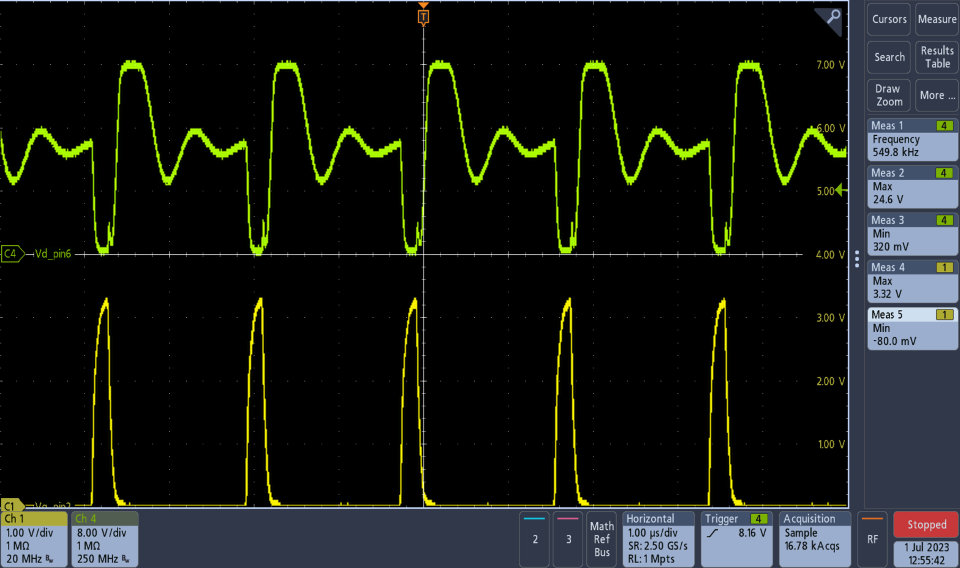 T
Cursors
Measure
Search
Results
Table
Draw
Zoom
More ...
7.00 V
6.00 V
5.00
4.00 V
3.00 V
2.00 V
1.00 V
C4
Vd_pin6
C1
Meas 1 4
Frequency
549.8 kHz
Meas 2 4
Max
24.6 V
Meas 3 4
Min
320 mV
Meas 4 1
Max
3.32 V
Meas 5 1
Min
-80.0 mV
Ch 1
1.00 V/div
1 MΩ
20 MHz Bw
Ch 4
8.00 V/div
1 MΩ
250 MHz Bw
2
3
Math
Ref
Bus
Horizontal
1.00 µs/div
SR: 2.50 GS/s
RL: 1 Mpts
Trigger 4
8.16 V
Acquisition
Sample
16.78 kAcqs
RF
Stopped
1 Jul 2023
12:55:42